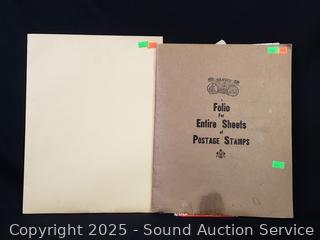 A
Folio
For
Entire Sheets
of
Postage Stamps
Copyright 2025 - Sound Auction Service